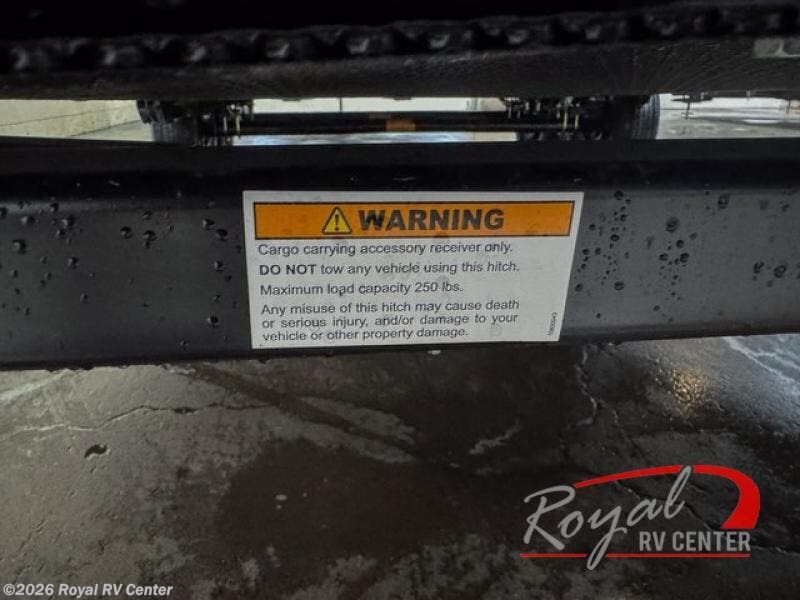 WARNING
Cargo carrying accessory receiver only.
DO NOT tow any vehicle using this hitch.
Maximum load capacity 250 lbs.
Any misuse of this hitch may cause death
or serious injury, and/or damage to your
vehicle or other property damage.
Royal
RV CENTER
©2026 Royal RV Center